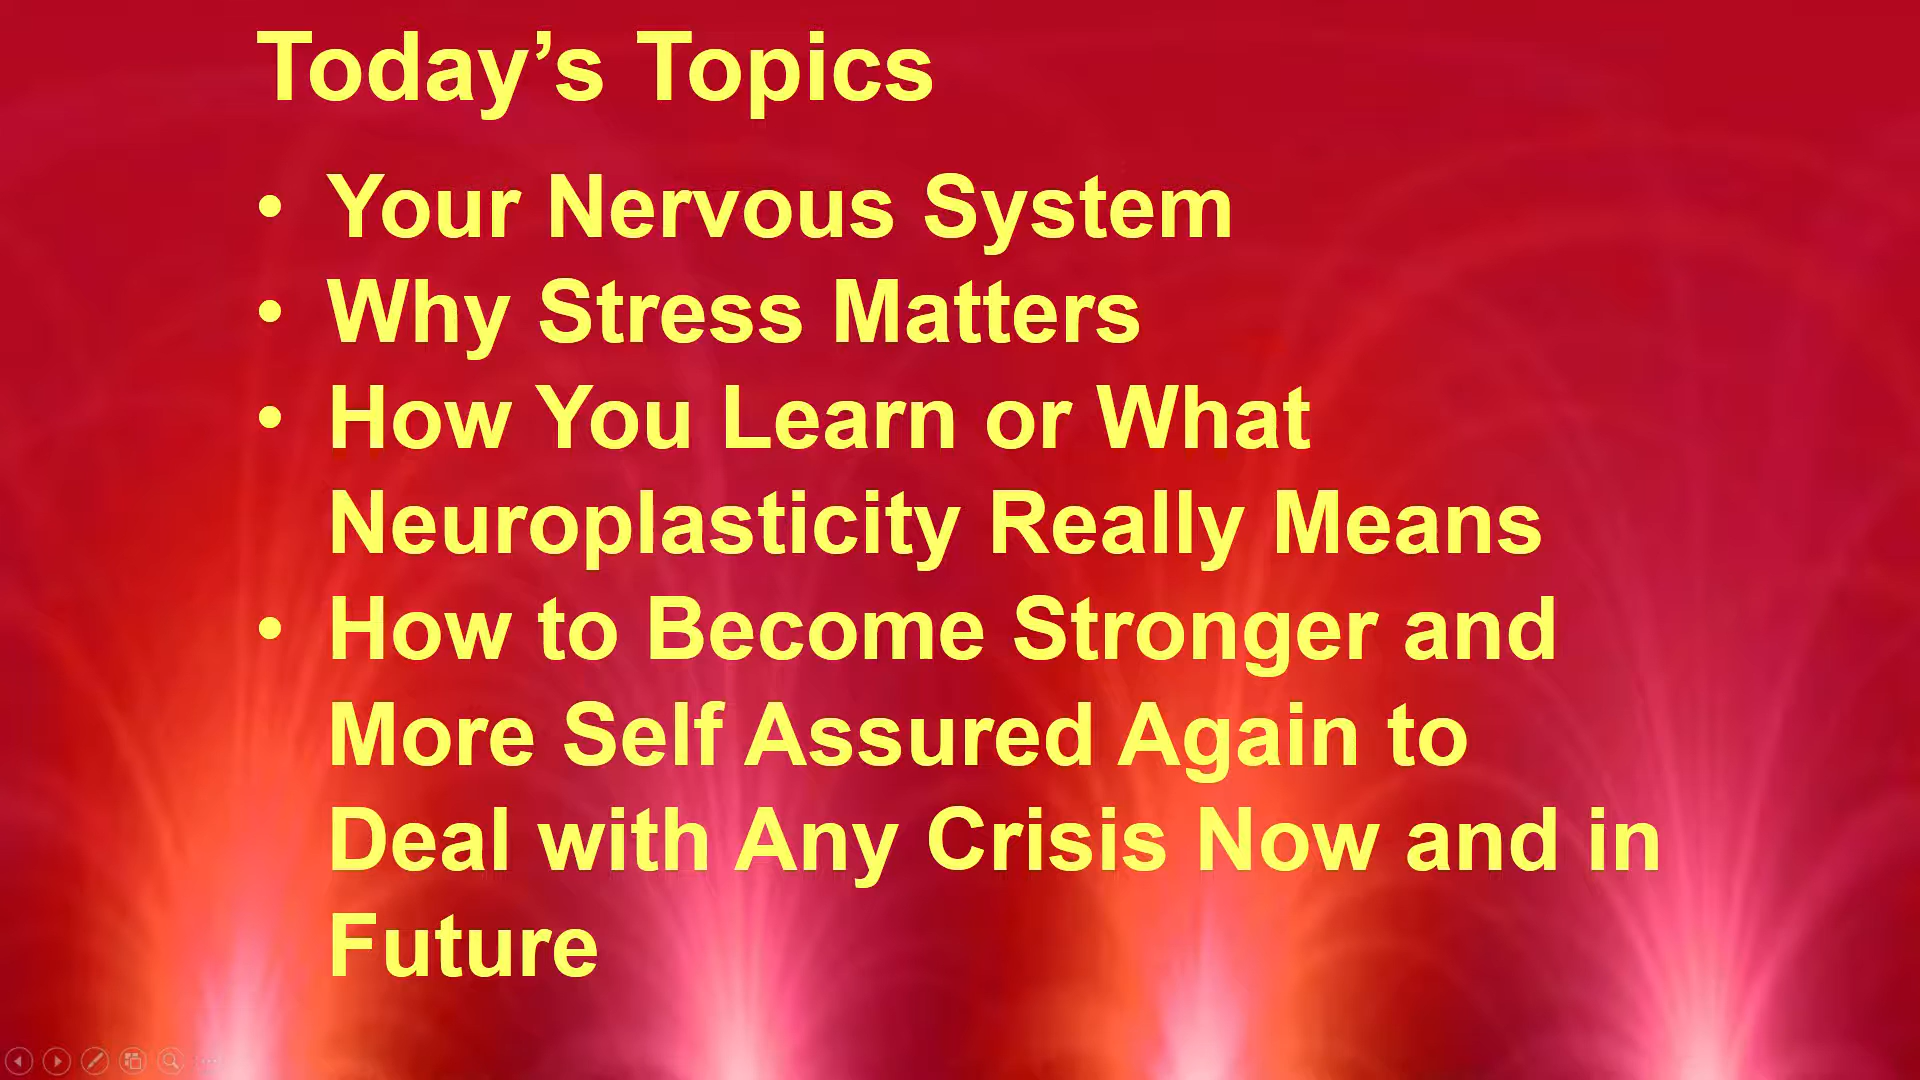 Today’s Topics
• Your Nervous System
• Why Stress Matters
• How You Learn or What
Neuroplasticity Really Means
• How to Become Stronger and
More Self Assured Again to
Deal with Any Crisis Now and in
Future